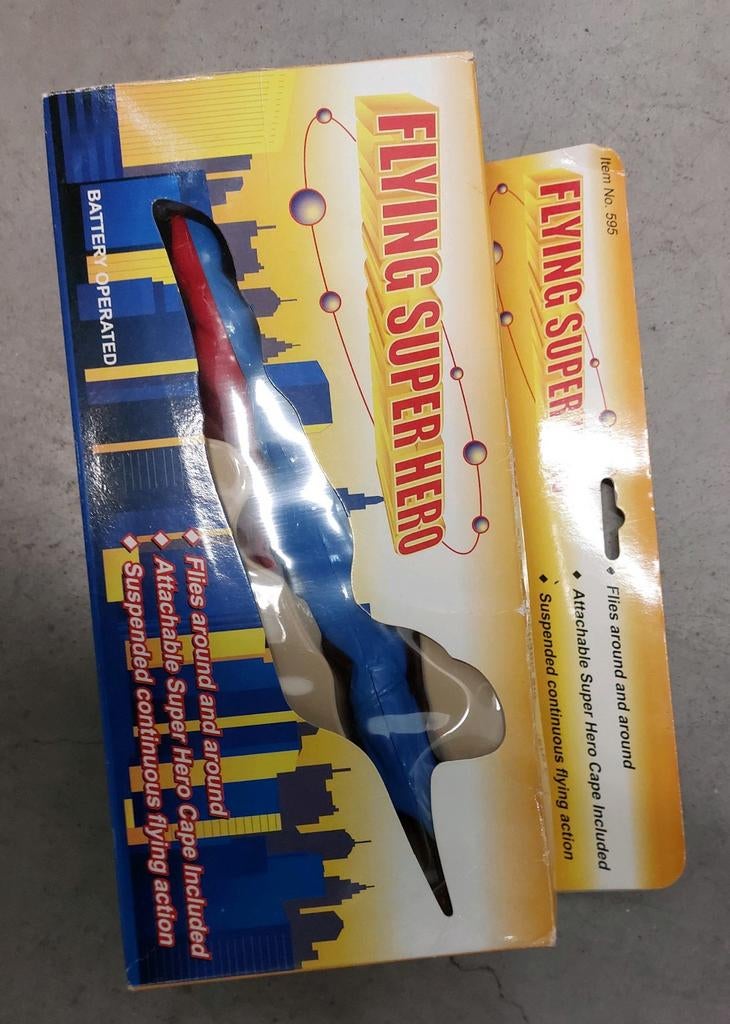 Item No. 595
FLYING SUPER
◆ Flies around and around
◆ Attachable Super Hero Cape Included
◆ Suspended continuous flying action
FLYING SUPER HERO
BATTERY OPERATED
◆ Flies around and around
◆ Attachable Super Hero Cape Included
◆ Suspended continuous flying action